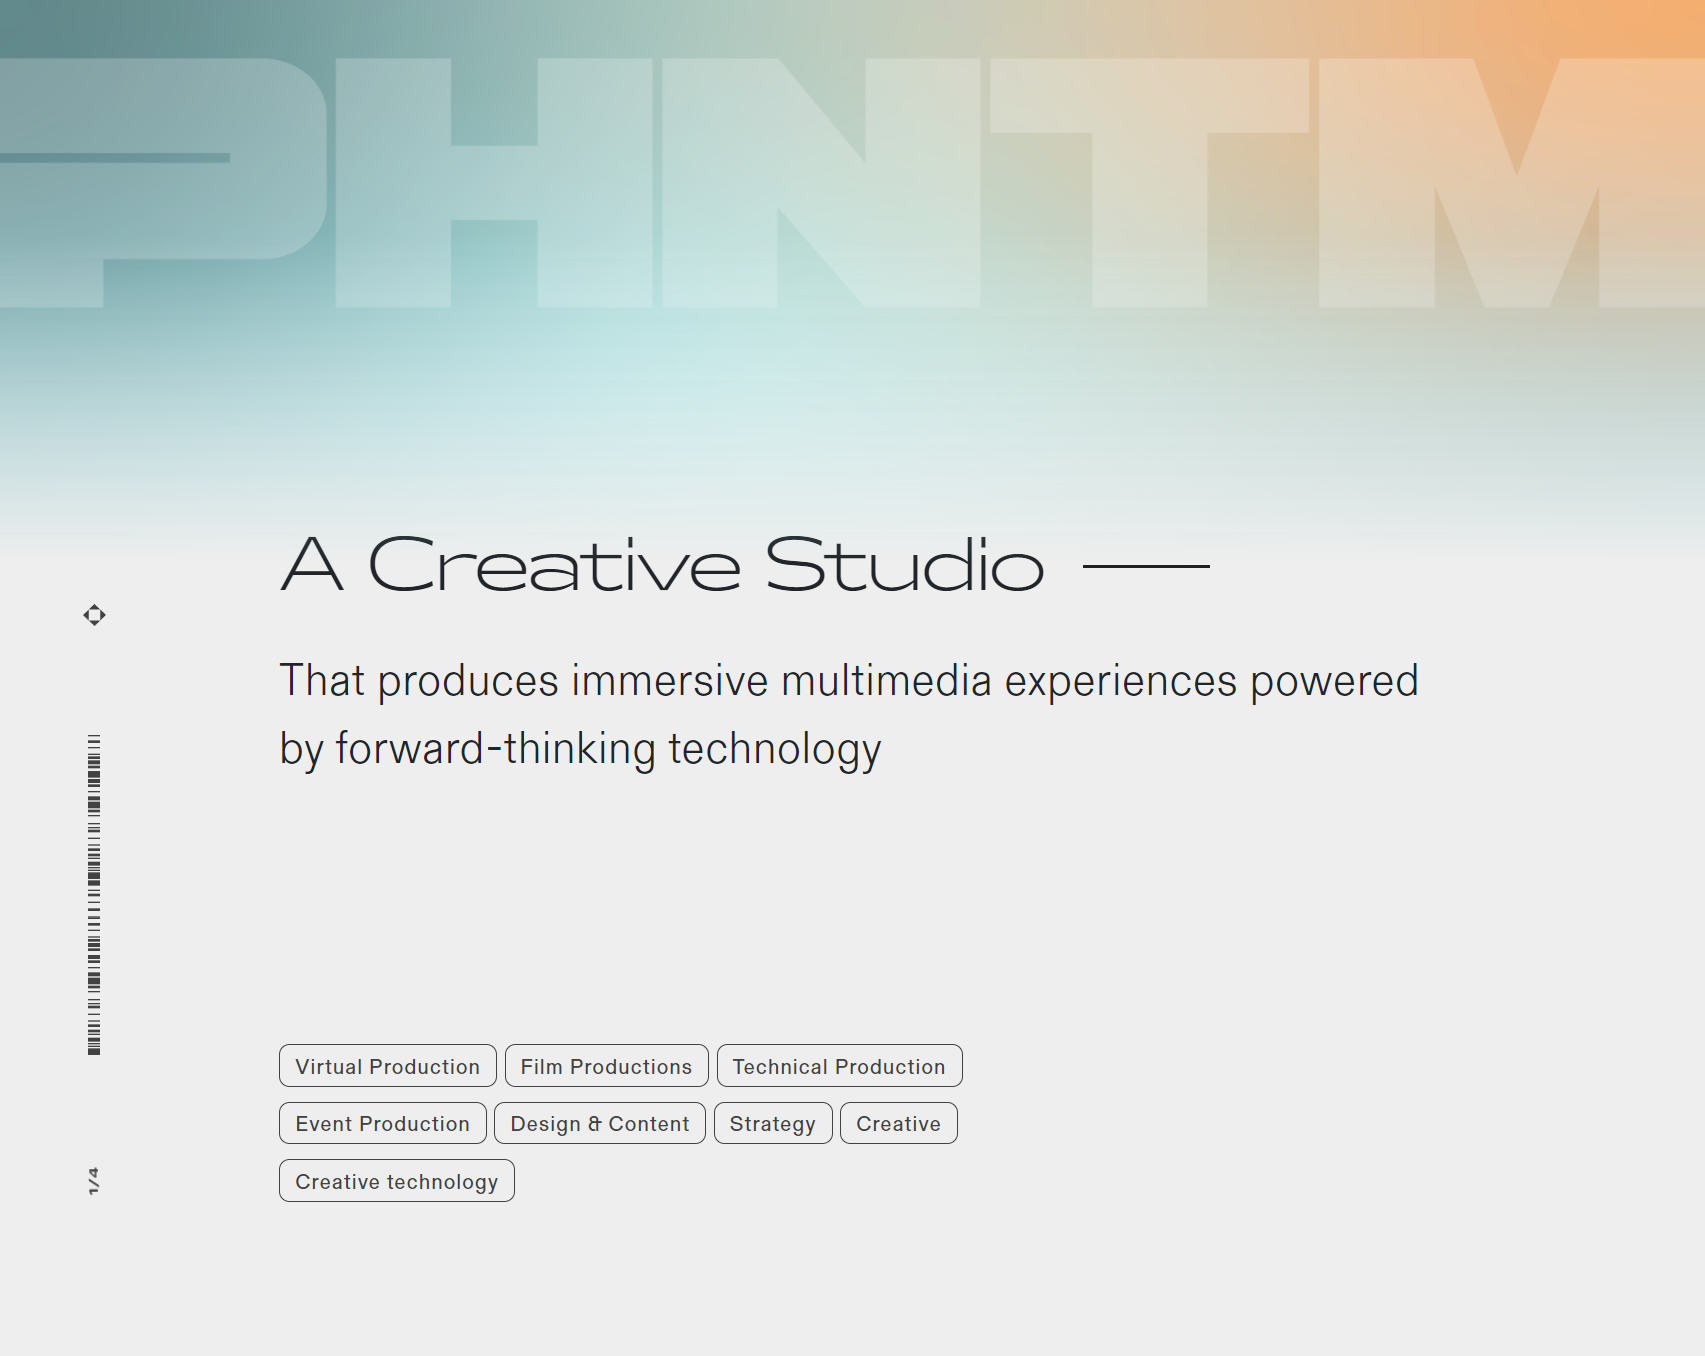 PHNTM
A Creative Studio
That produces immersive multimedia experiences powered
by forward-thinking technology
Virtual Production
Film Productions
Technical Production
Event Production
Design & Content
Strategy
Creative
Creative technology
1/4